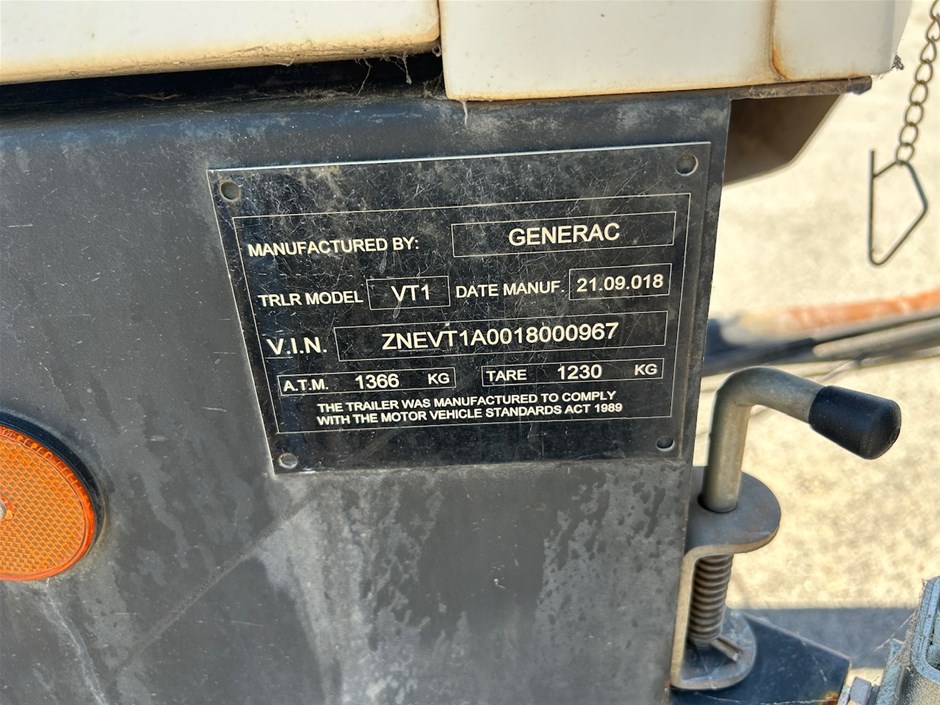 MANUFACTURED BY: GENERAC
TRLR MODEL VT1 DATE MANUF. 21.09.018
V.I.N. ZNEVT1A0018000967
A.T.M. 1366 KG TARE 1230 KG
THE TRAILER WAS MANUFACTURED TO COMPLY
WITH THE MOTOR VEHICLE STANDARDS ACT 1989